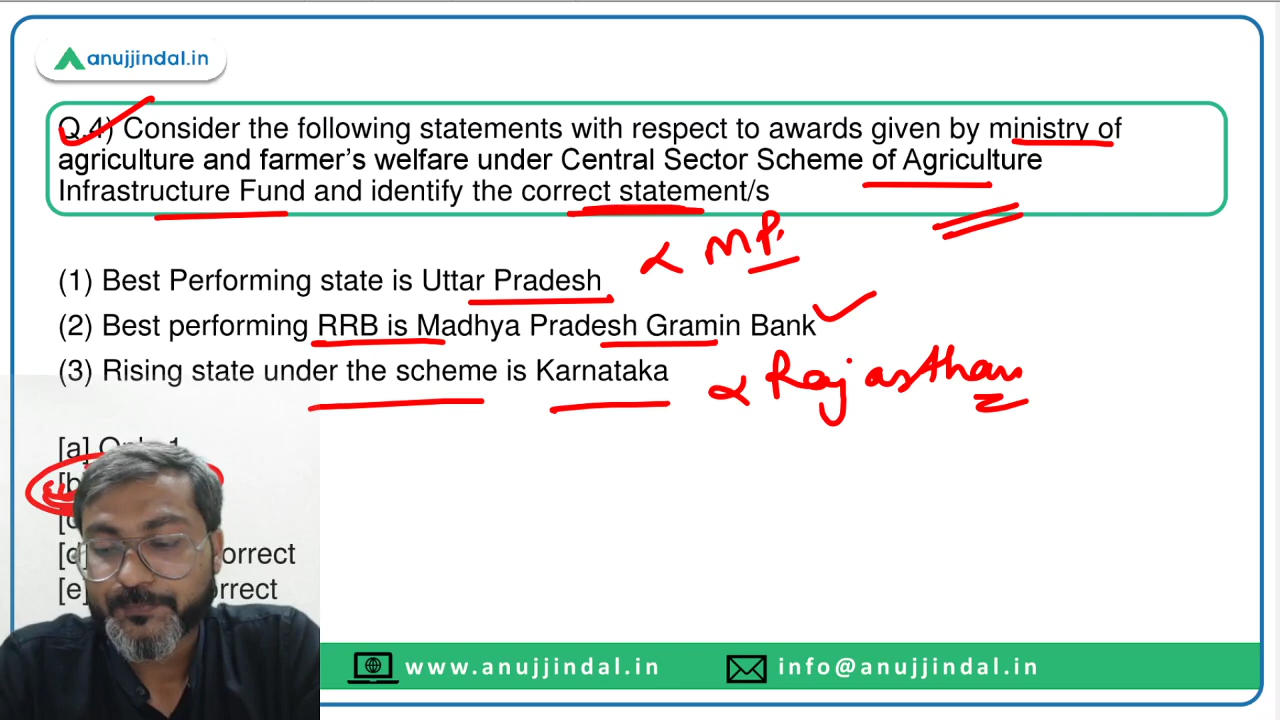 anujjindal.in
Q.4) Consider the following statements with respect to awards given by ministry of
agriculture and farmer's welfare under Central Sector Scheme of Agriculture
Infrastructure Fund and identify the correct statement/s
MP.
(1) Best Performing state is Uttar Pradesh
(2) Best performing RRB is Madhya Pradesh Gramin Bank
(3) Rising state under the scheme is Karnataka
Rajasthan
[a] Only 1
[b
[d] orrect
[e] rrect
www.anujjindal.in
info@anujjindal.in